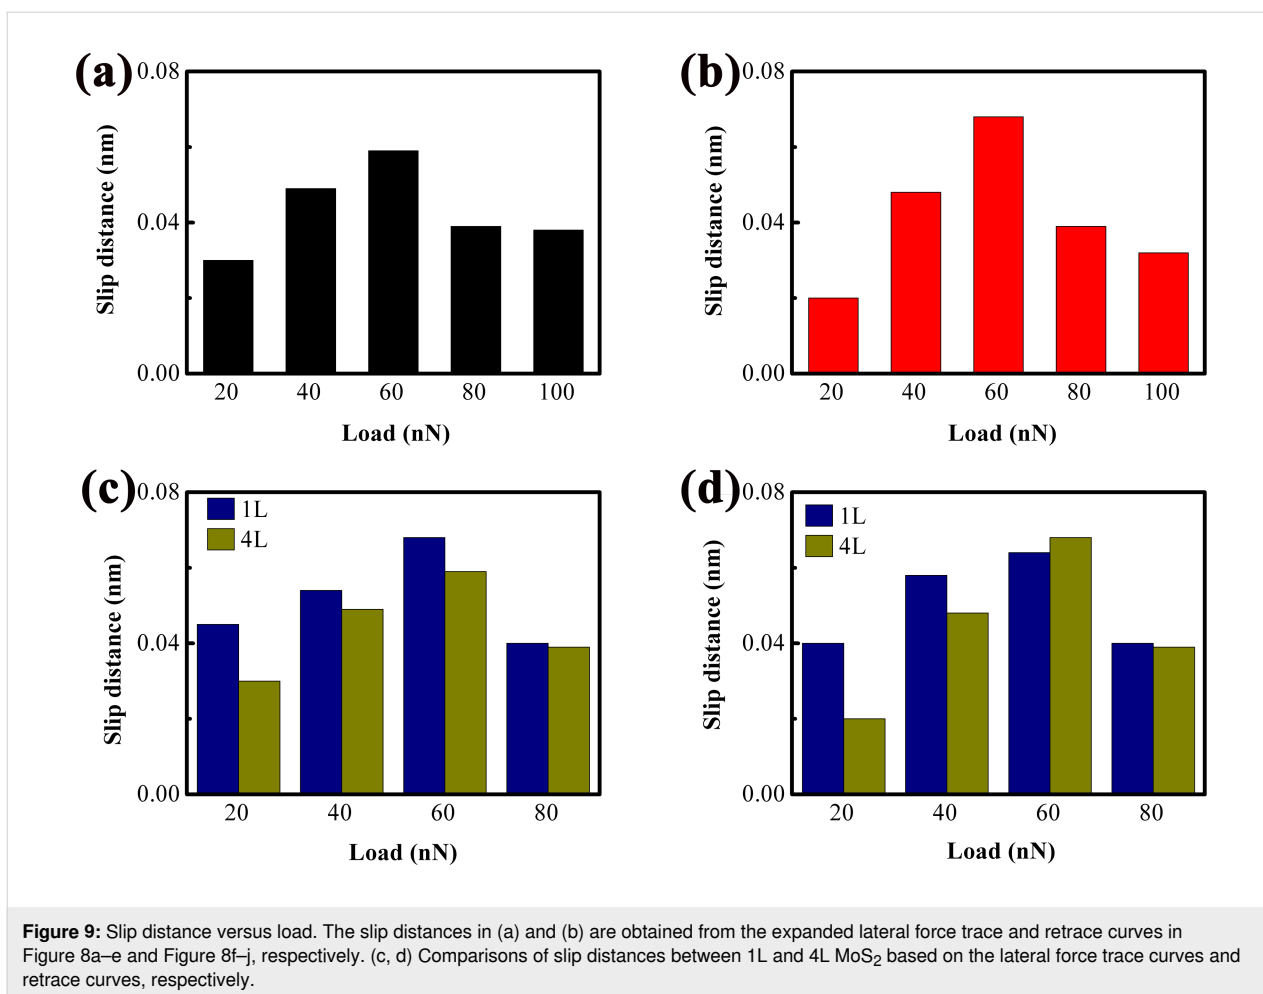 (a)
0.08
0.04
0.00
Slip distance (nm)
20 40 60 80 100
Load (nN)
(b)
0.08
0.04
0.00
Slip distance (nm)
20 40 60 80 100
Load (nN)
(c)
0.08
0.04
0.00
1L
4L
Slip distance (nm)
20 40 60 80
Load (nN)
(d)
0.08
0.04
0.00
1L
4L
Slip distance (nm)
20 40 60 80
Load (nN)
Figure 9: Slip distance versus load. The slip distances in (a) and (b) are obtained from the expanded lateral force trace and retrace curves in
Figure 8a–e and Figure 8f–j, respectively. (c, d) Comparisons of slip distances between 1L and 4L MoS₂ based on the lateral force trace curves and
retrace curves, respectively.